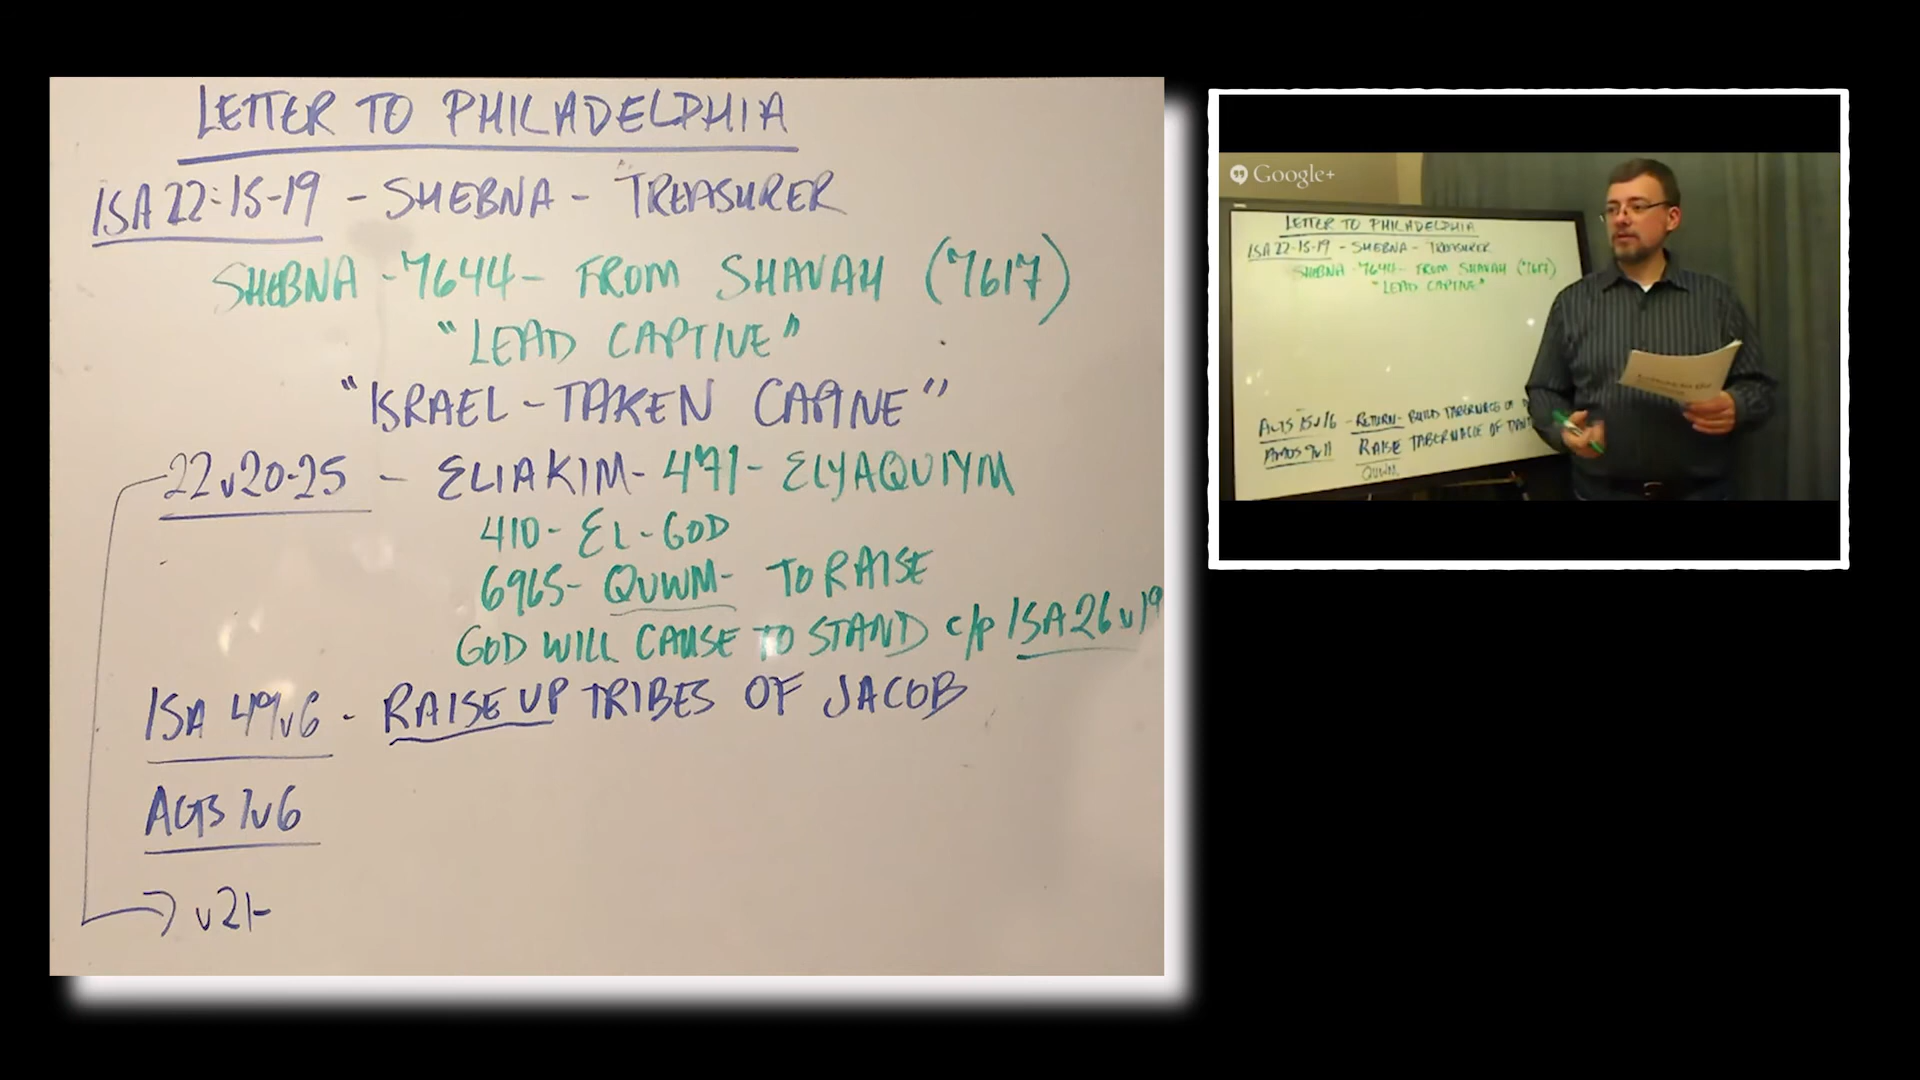 LETTER TO PHILADELPHIA
ISA 22:15-19 - SHEBNA - TREASURER
SHEBNA - 7644 - FROM SHAVAH (7617)
"LEAD CAPTIVE"
"ISRAEL - TAKEN CAPTIVE"
22v20-25 - ELIAKIM - 471 - ELYAQUIYM
410 - EL - GOD
6965 - QUWM - TO RAISE
GOD WILL CAUSE TO STAND c/p ISA 26v19
ISA 49v6 - RAISE UP TRIBES OF JACOB
ACTS 1v6
→ v21-
Google+
LETTER TO PHILADELPHIA
ISA 22-15-19 - SHEBNA - TREASURER
SHEBNA - 7644 - FROM SHAVAH (7617)
"LEAD CAPTIVE"
ACTS 15v16 - RETURN - BUILD TABERNACLE OF
AMOS 9v11 RAISE TABERNACLE OF
QUWM